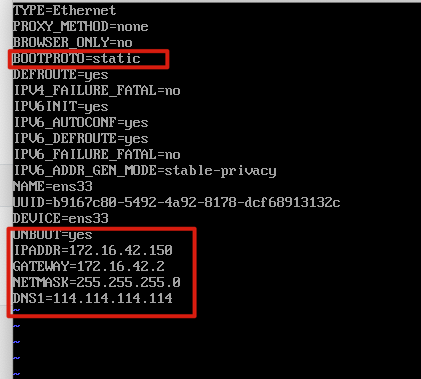 TYPE=Ethernet
PROXY_METHOD=none
BROWSER_ONLY=no
BOOTPROTO=static
DEFROUTE=yes
IPV4_FAILURE_FATAL=no
IPV6INIT=yes
IPV6_AUTOCONF=yes
IPV6_DEFROUTE=yes
IPV6_FAILURE_FATAL=no
IPV6_ADDR_GEN_MODE=stable-privacy
NAME=ens33
UUID=b9167c80-5492-4a92-8178-dcf68913132c
DEVICE=ens33
ONBOOT=yes
IPADDR=172.16.42.150
GATEWAY=172.16.42.2
NETMASK=255.255.255.0
DNS1=114.114.114.114
~
~
~
~
~